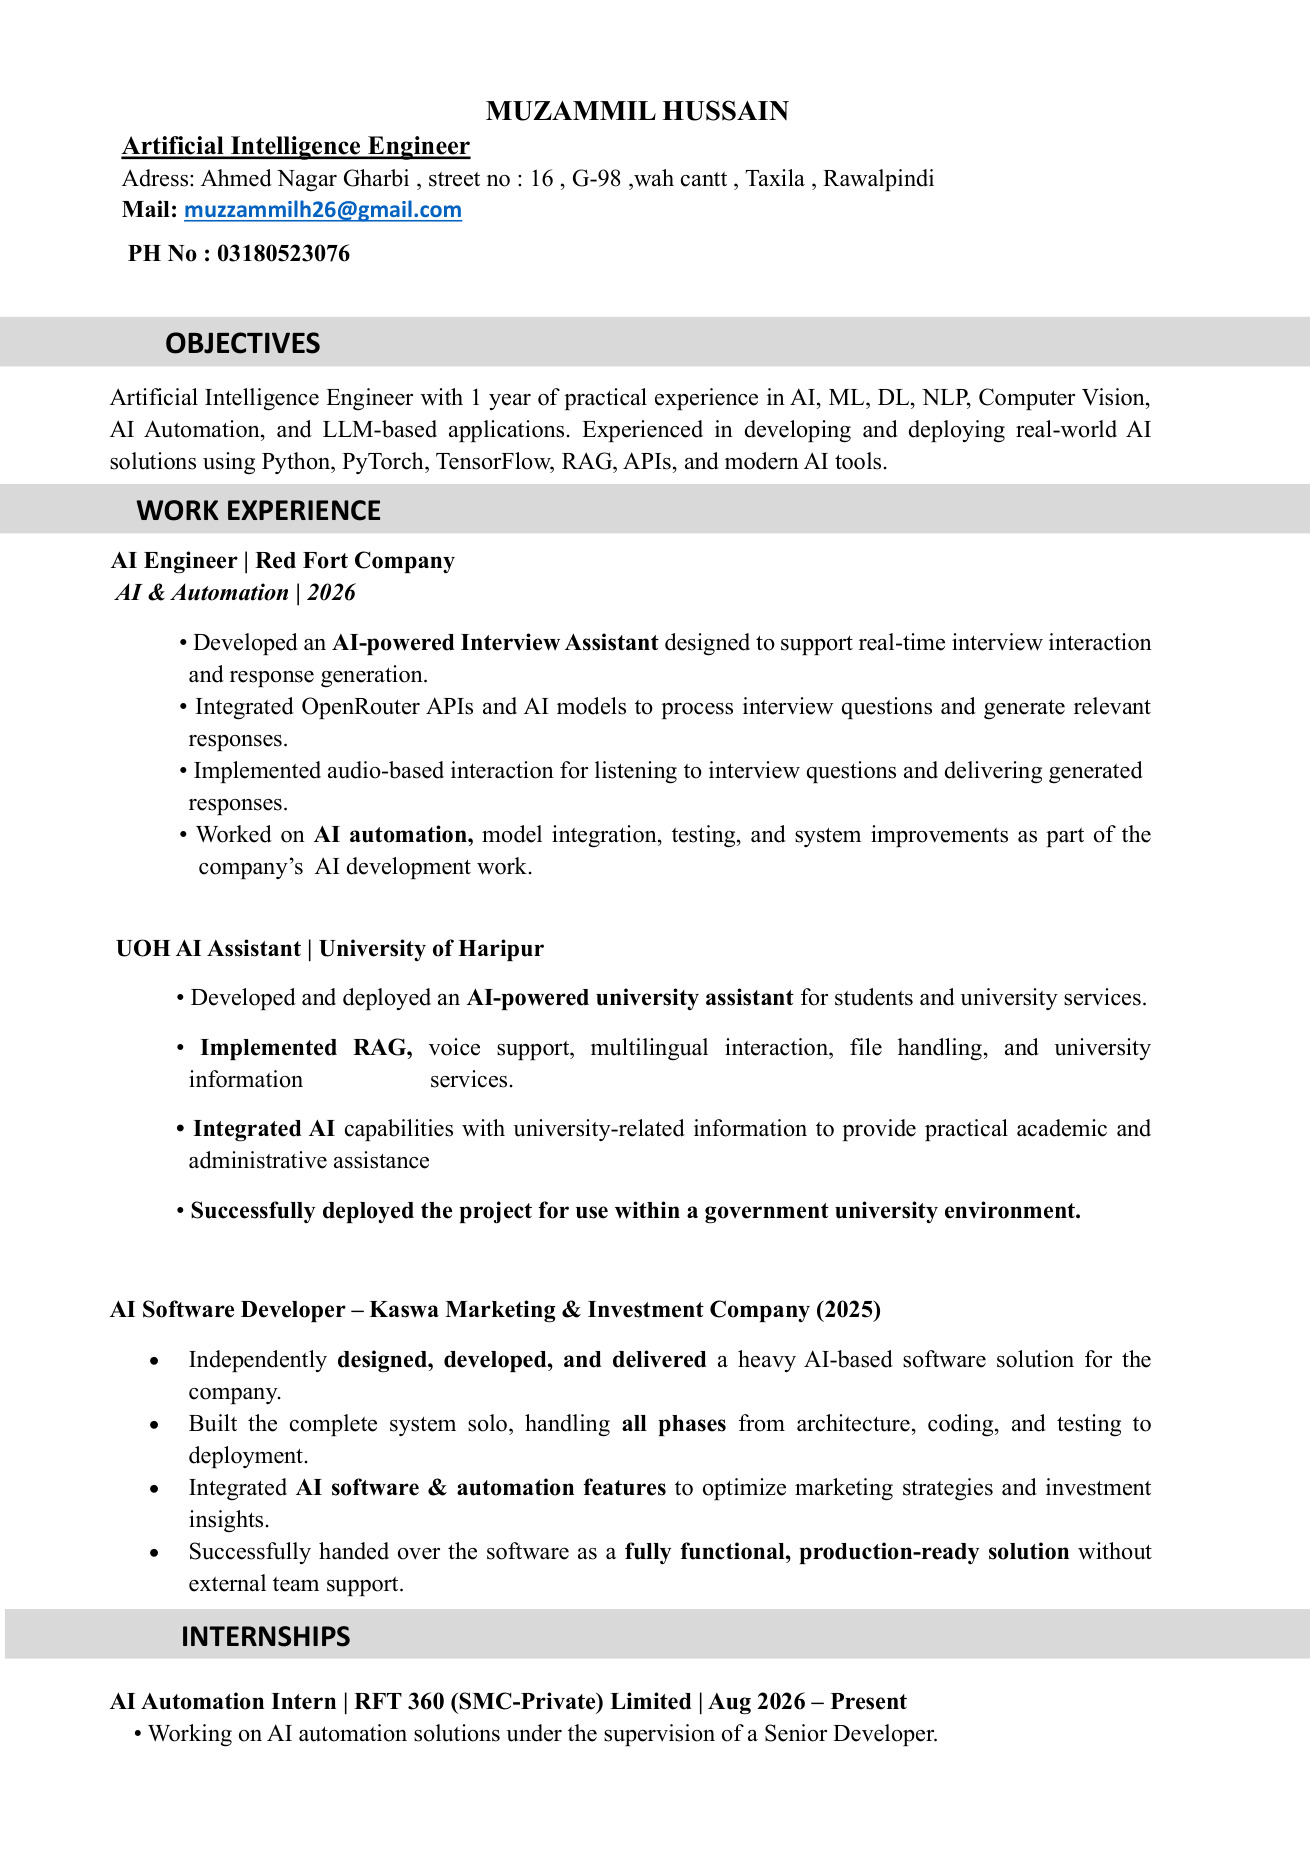 MUZAMMIL HUSSAIN
Artificial Intelligence Engineer
Adress: Ahmed Nagar Gharbi , street no : 16 , G-98 ,wah cantt , Taxila , Rawalpindi
Mail: muzzammilh26@gmail.com
PH No : 03180523076
OBJECTIVES
Artificial Intelligence Engineer with 1 year of practical experience in AI, ML, DL, NLP, Computer Vision,
AI Automation, and LLM-based applications. Experienced in developing and deploying real-world AI
solutions using Python, PyTorch, TensorFlow, RAG, APIs, and modern AI tools.
WORK EXPERIENCE
AI Engineer | Red Fort Company
AI & Automation | 2026
• Developed an AI-powered Interview Assistant designed to support real-time interview interaction
and response generation.
• Integrated OpenRouter APIs and AI models to process interview questions and generate relevant
responses.
• Implemented audio-based interaction for listening to interview questions and delivering generated
responses.
• Worked on AI automation, model integration, testing, and system improvements as part of the
company’s AI development work.
UOH AI Assistant | University of Haripur
• Developed and deployed an AI-powered university assistant for students and university services.
• Implemented RAG, voice support, multilingual interaction, file handling, and university
information services.
• Integrated AI capabilities with university-related information to provide practical academic and
administrative assistance
• Successfully deployed the project for use within a government university environment.
AI Software Developer – Kaswa Marketing & Investment Company (2025)
• Independently designed, developed, and delivered a heavy AI-based software solution for the
company.
• Built the complete system solo, handling all phases from architecture, coding, and testing to
deployment.
• Integrated AI software & automation features to optimize marketing strategies and investment
insights.
• Successfully handed over the software as a fully functional, production-ready solution without
external team support.
INTERNSHIPS
AI Automation Intern | RFT 360 (SMC-Private) Limited | Aug 2026 – Present
• Working on AI automation solutions under the supervision of a Senior Developer.